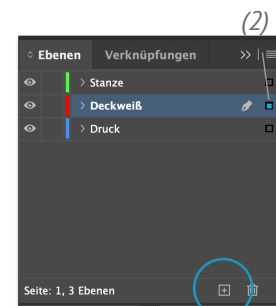 (2)
Ebenen Verknüpfungen
Stanze
Deckweiß
Druck
Seite: 1, 3 Ebenen